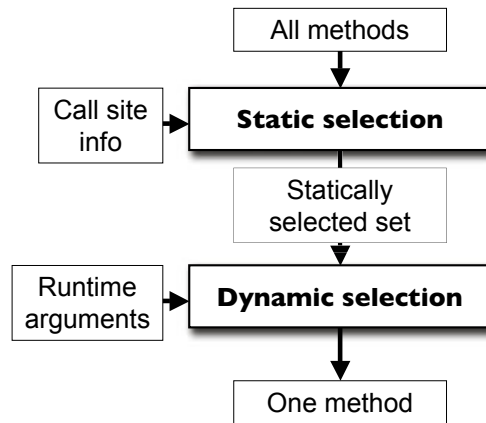 All methods
Call site
info
Static selection
Statically
selected set
Runtime
arguments
Dynamic selection
One method